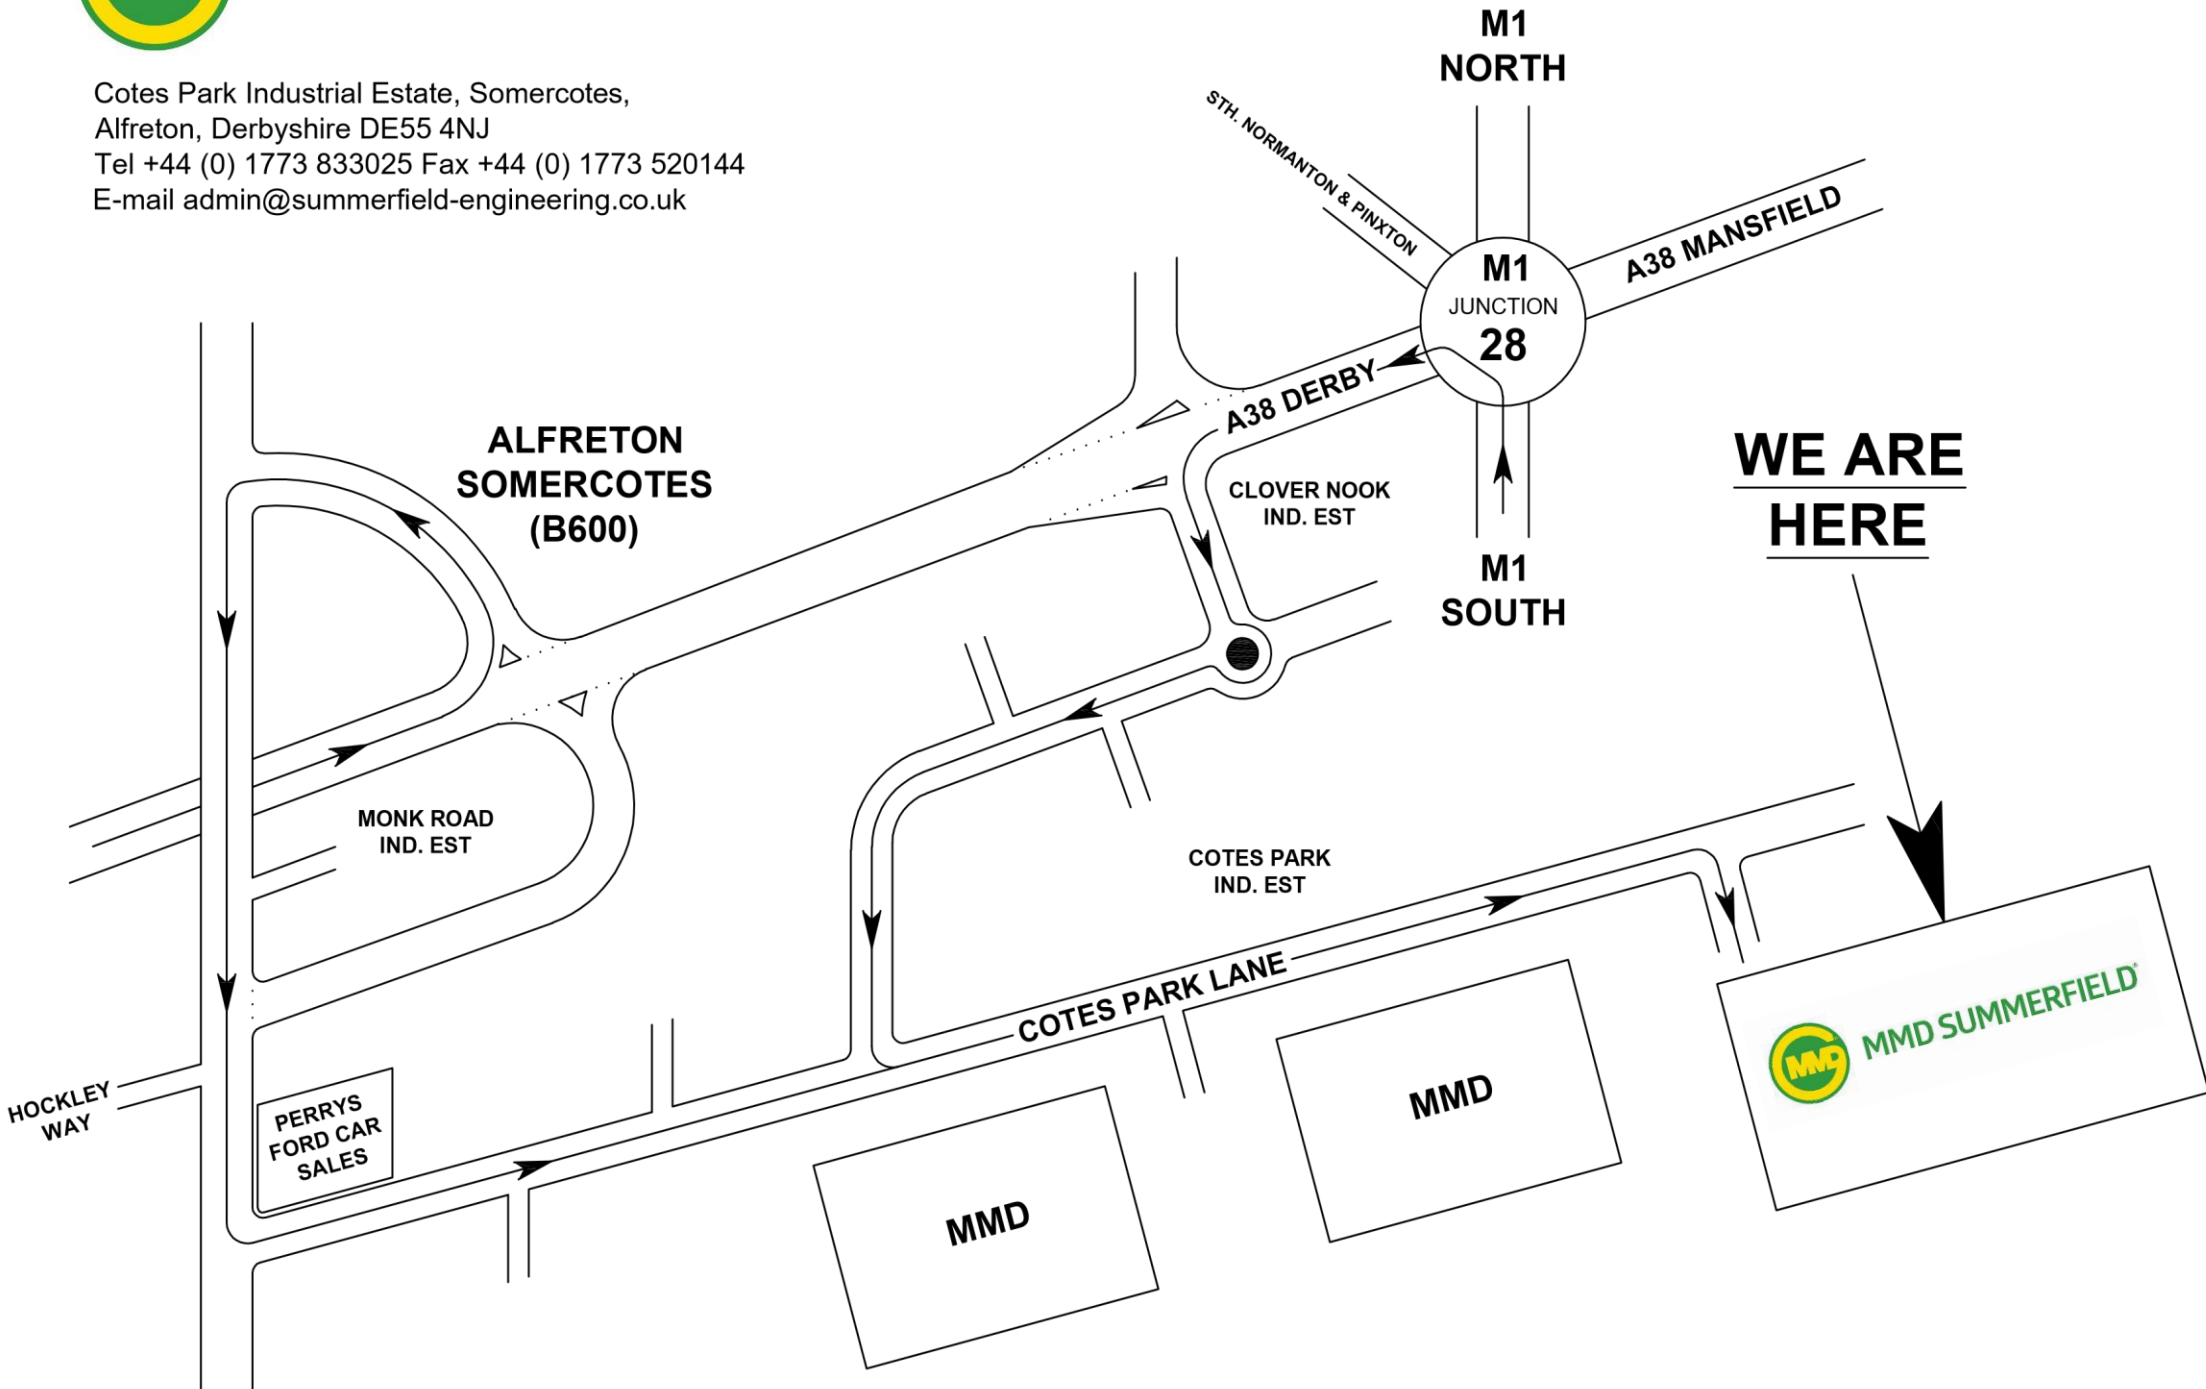 Cotes Park Industrial Estate, Somercotes,
Alfreton, Derbyshire DE55 4NJ
Tel +44 (0) 1773 833025 Fax +44 (0) 1773 520144
E-mail admin@summerfield-engineering.co.uk
M1
NORTH
STH. NORMANTON & PINXTON
A38 MANSFIELD
M1
JUNCTION
28
A38 DERBY
ALFRETON
SOMERCOTES
(B600)
CLOVER NOOK
IND. EST
M1
SOUTH
WE ARE
HERE
MONK ROAD
IND. EST
COTES PARK
IND. EST
COTES PARK LANE
HOCKLEY
WAY
PERRYS
FORD CAR
SALES
MMD
MMD
MMD
MMD SUMMERFIELD®